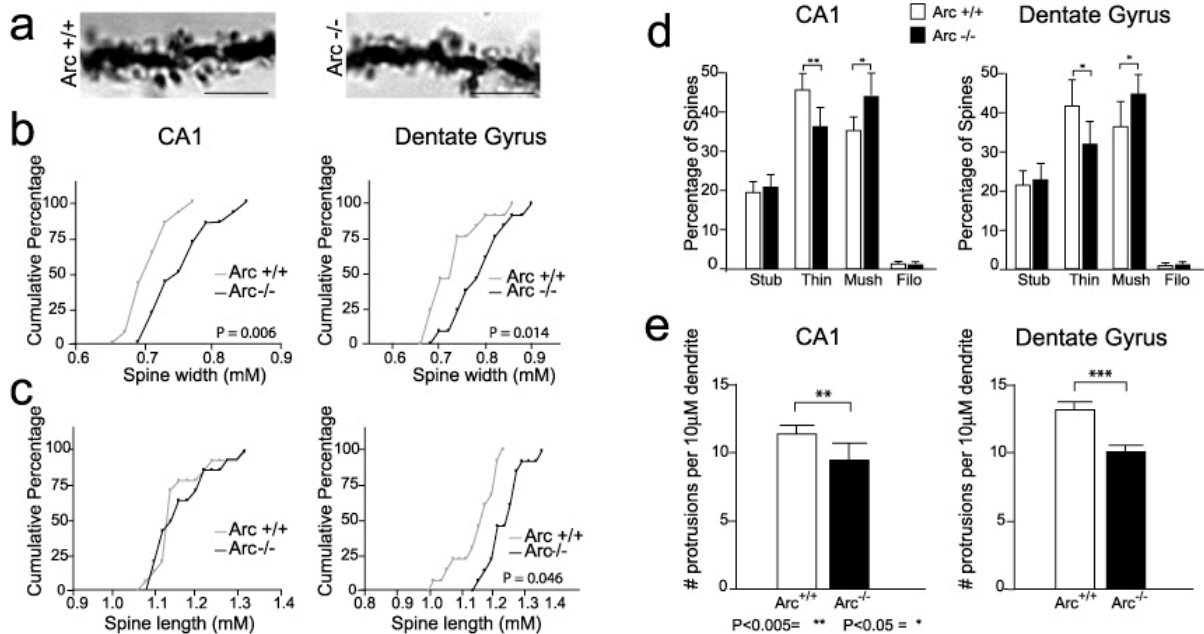 a
Arc +/+
Arc -/-
b
CA1
Dentate Gyrus
Cumulative Percentage
100
75
50
25
0
Arc +/+
Arc-/-
P = 0.006
0.6 0.7 0.8 0.9
Spine width (mM)
Cumulative Percentage
100
75
50
25
0
Arc +/+
Arc -/-
P = 0.014
0.6 0.7 0.8 0.9
Spine width (mM)
c
Cumulative Percentage
100
75
50
25
0
Arc +/+
Arc-/-
1.0 1.1 1.2 1.3 1.4
Spine length (mM)
Cumulative Percentage
100
75
50
25
0
Arc +/+
Arc-/-
P = 0.046
0.8 0.9 1.0 1.1 1.2 1.3 1.4
Spine length (mM)
d
CA1
Arc +/+
Arc -/-
Dentate Gyrus
Percentage of Spines
50
40
30
20
10
0
** *
Stub Thin Mush Filo
Percentage of Spines
50
40
30
20
10
0
* *
Stub Thin Mush Filo
e
CA1
Dentate Gyrus
# protrusions per 10µM dendrite
15
10
15
**
Arc+/+ Arc-/-
P<0.005= ** P<0.05 = *
# protrusions per 10µM dendrite
15
10
15
***
Arc+/+ Arc-/-